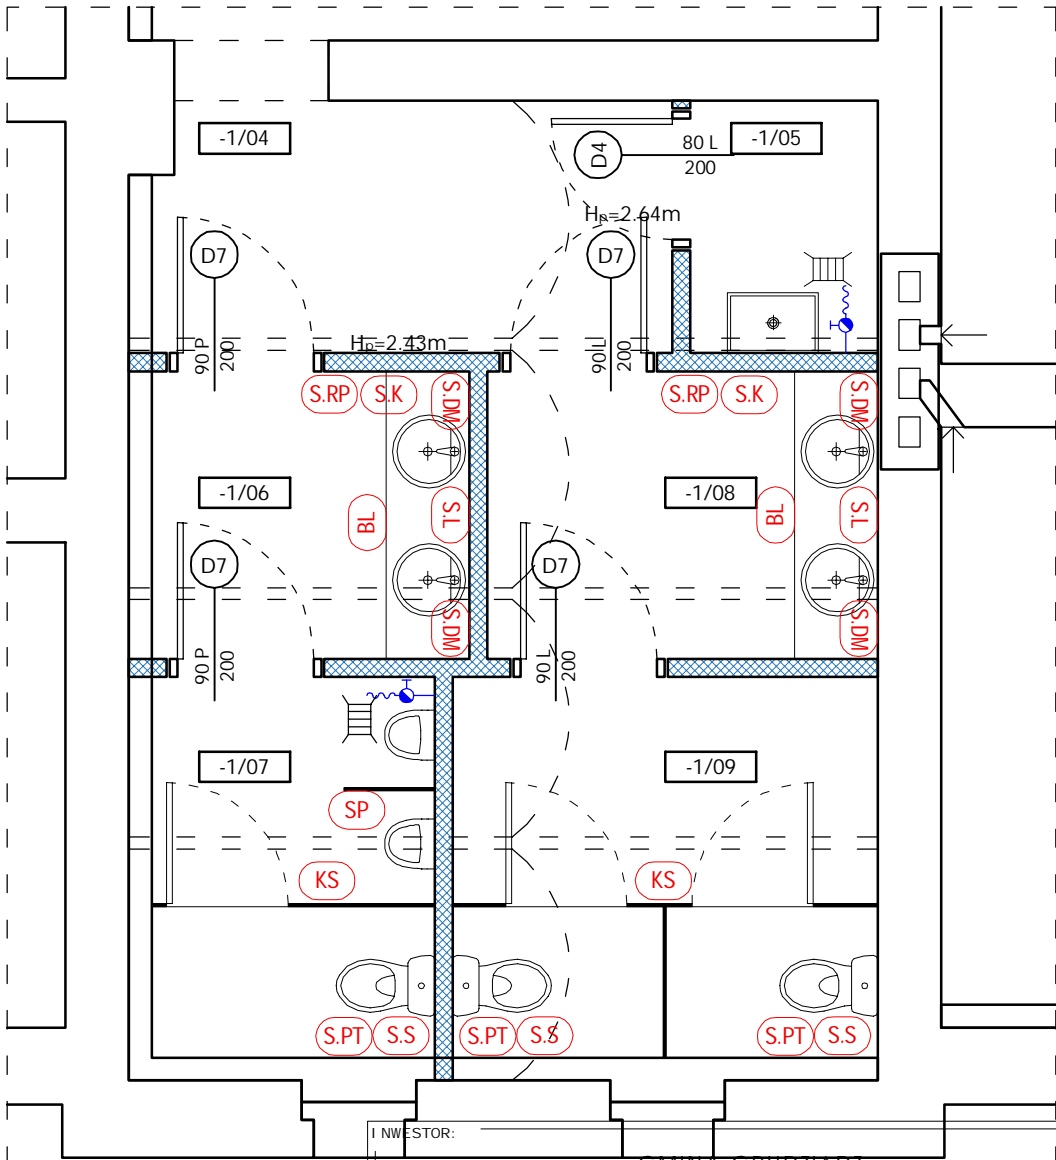 -1/04
D4
80 L
200
-1/05
Hp=2.64m
D7
90 P
200
D7
90 L
200
Hp=2.43m
S.RP
S.K
S.DM
S.RP
S.K
S.DM
-1/06
BL
S.L
-1/08
BL
S.L
D7
90 P
200
S.DM
D7
90 L
200
S.DM
-1/07
-1/09
SP
KS
KS
S.PT
S.S
S.PT
S.S
S.PT
S.S
INWESTOR: